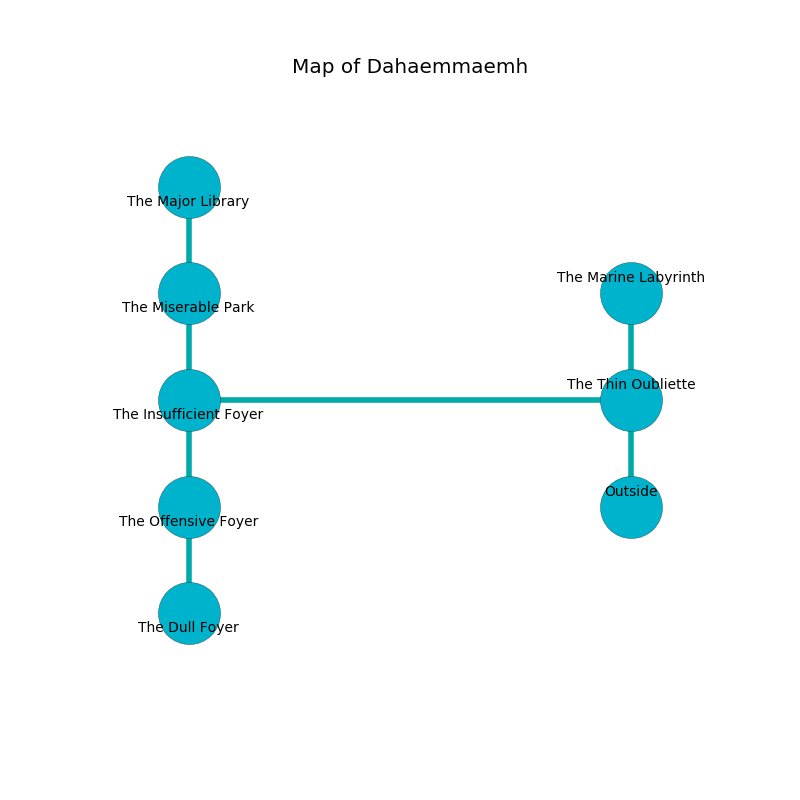 Map of Dahaemmaemh
The Major Library
The Marine Labyrinth
The Miserable Park
The Thin Oubliette
The Insufficient Foyer
Outside
The Offensive Foyer
The Dull Foyer